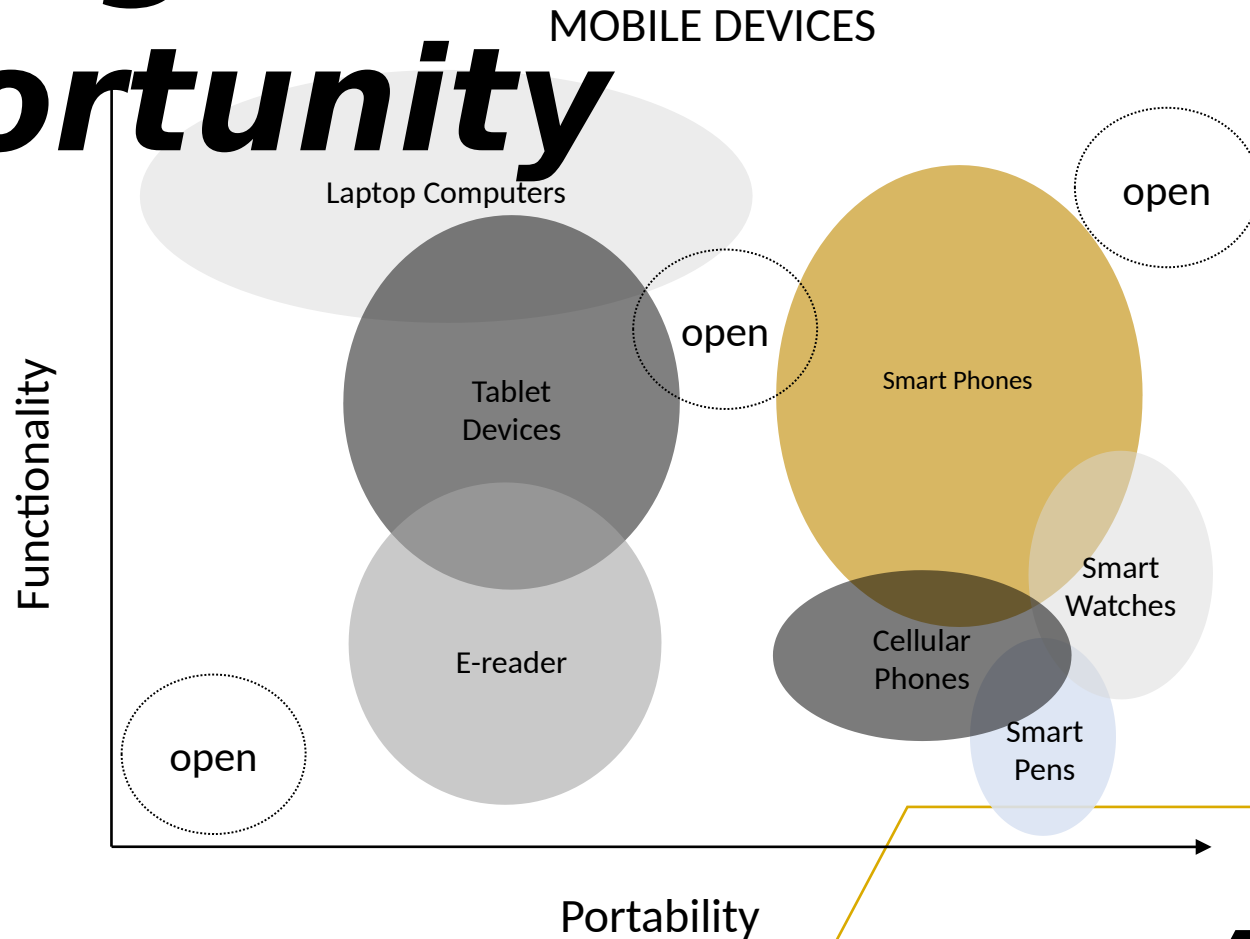 MOBILE DEVICES
ortunity
open
Laptop Computers
open
Smart Phones
Tablet
Devices
Functionality
Smart
Watches
Cellular
Phones
E-reader
Smart
Pens
open
Portability